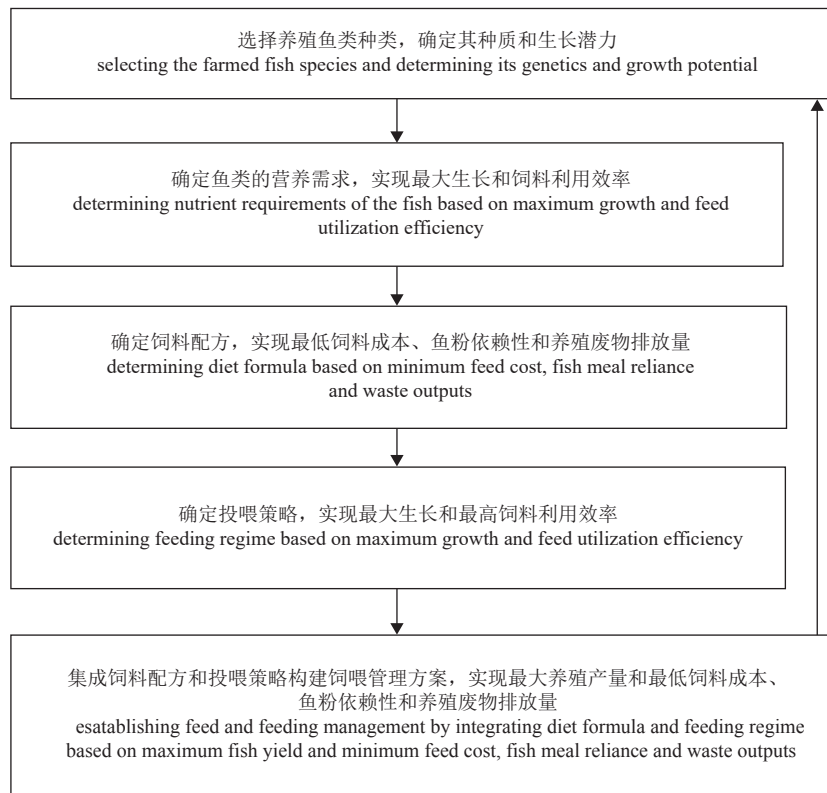 选择养殖鱼类种类，确定其种质和生长潜力
selecting the farmed fish species and determining its genetics and growth potential
确定鱼类的营养需求，实现最大生长和饲料利用效率
determining nutrient requirements of the fish based on maximum growth and feed
utilization efficiency
确定饲料配方，实现最低饲料成本、鱼粉依赖性和养殖废物排放量
determining diet formula based on minimum feed cost, fish meal reliance
and waste outputs
确定投喂策略，实现最大生长和最高饲料利用效率
determining feeding regime based on maximum growth and feed utilization efficiency
集成饲料配方和投喂策略构建饲喂管理方案，实现最大养殖产量和最低饲料成本、
鱼粉依赖性和养殖废物排放量
esatablishing feed and feeding management by integrating diet formula and feeding regime
based on maximum fish yield and minimum feed cost, fish meal reliance and waste outputs